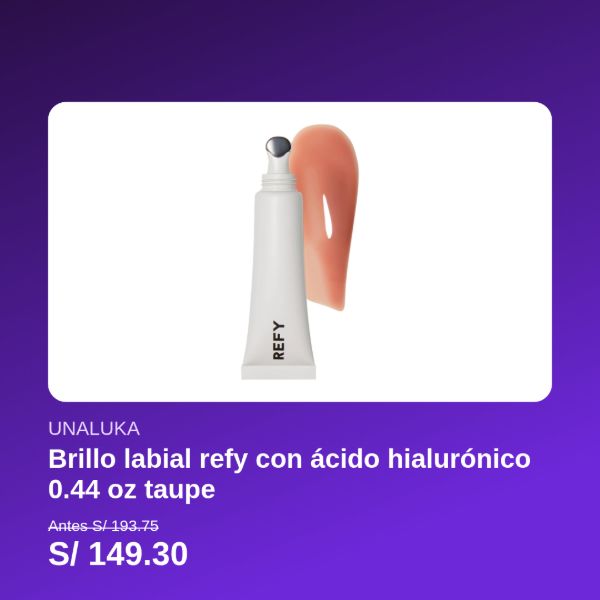 REFY
UNALUKA
Brillo labial refy con ácido hialurónico
0.44 oz taupe
Antes S/ 193.75
S/ 149.30